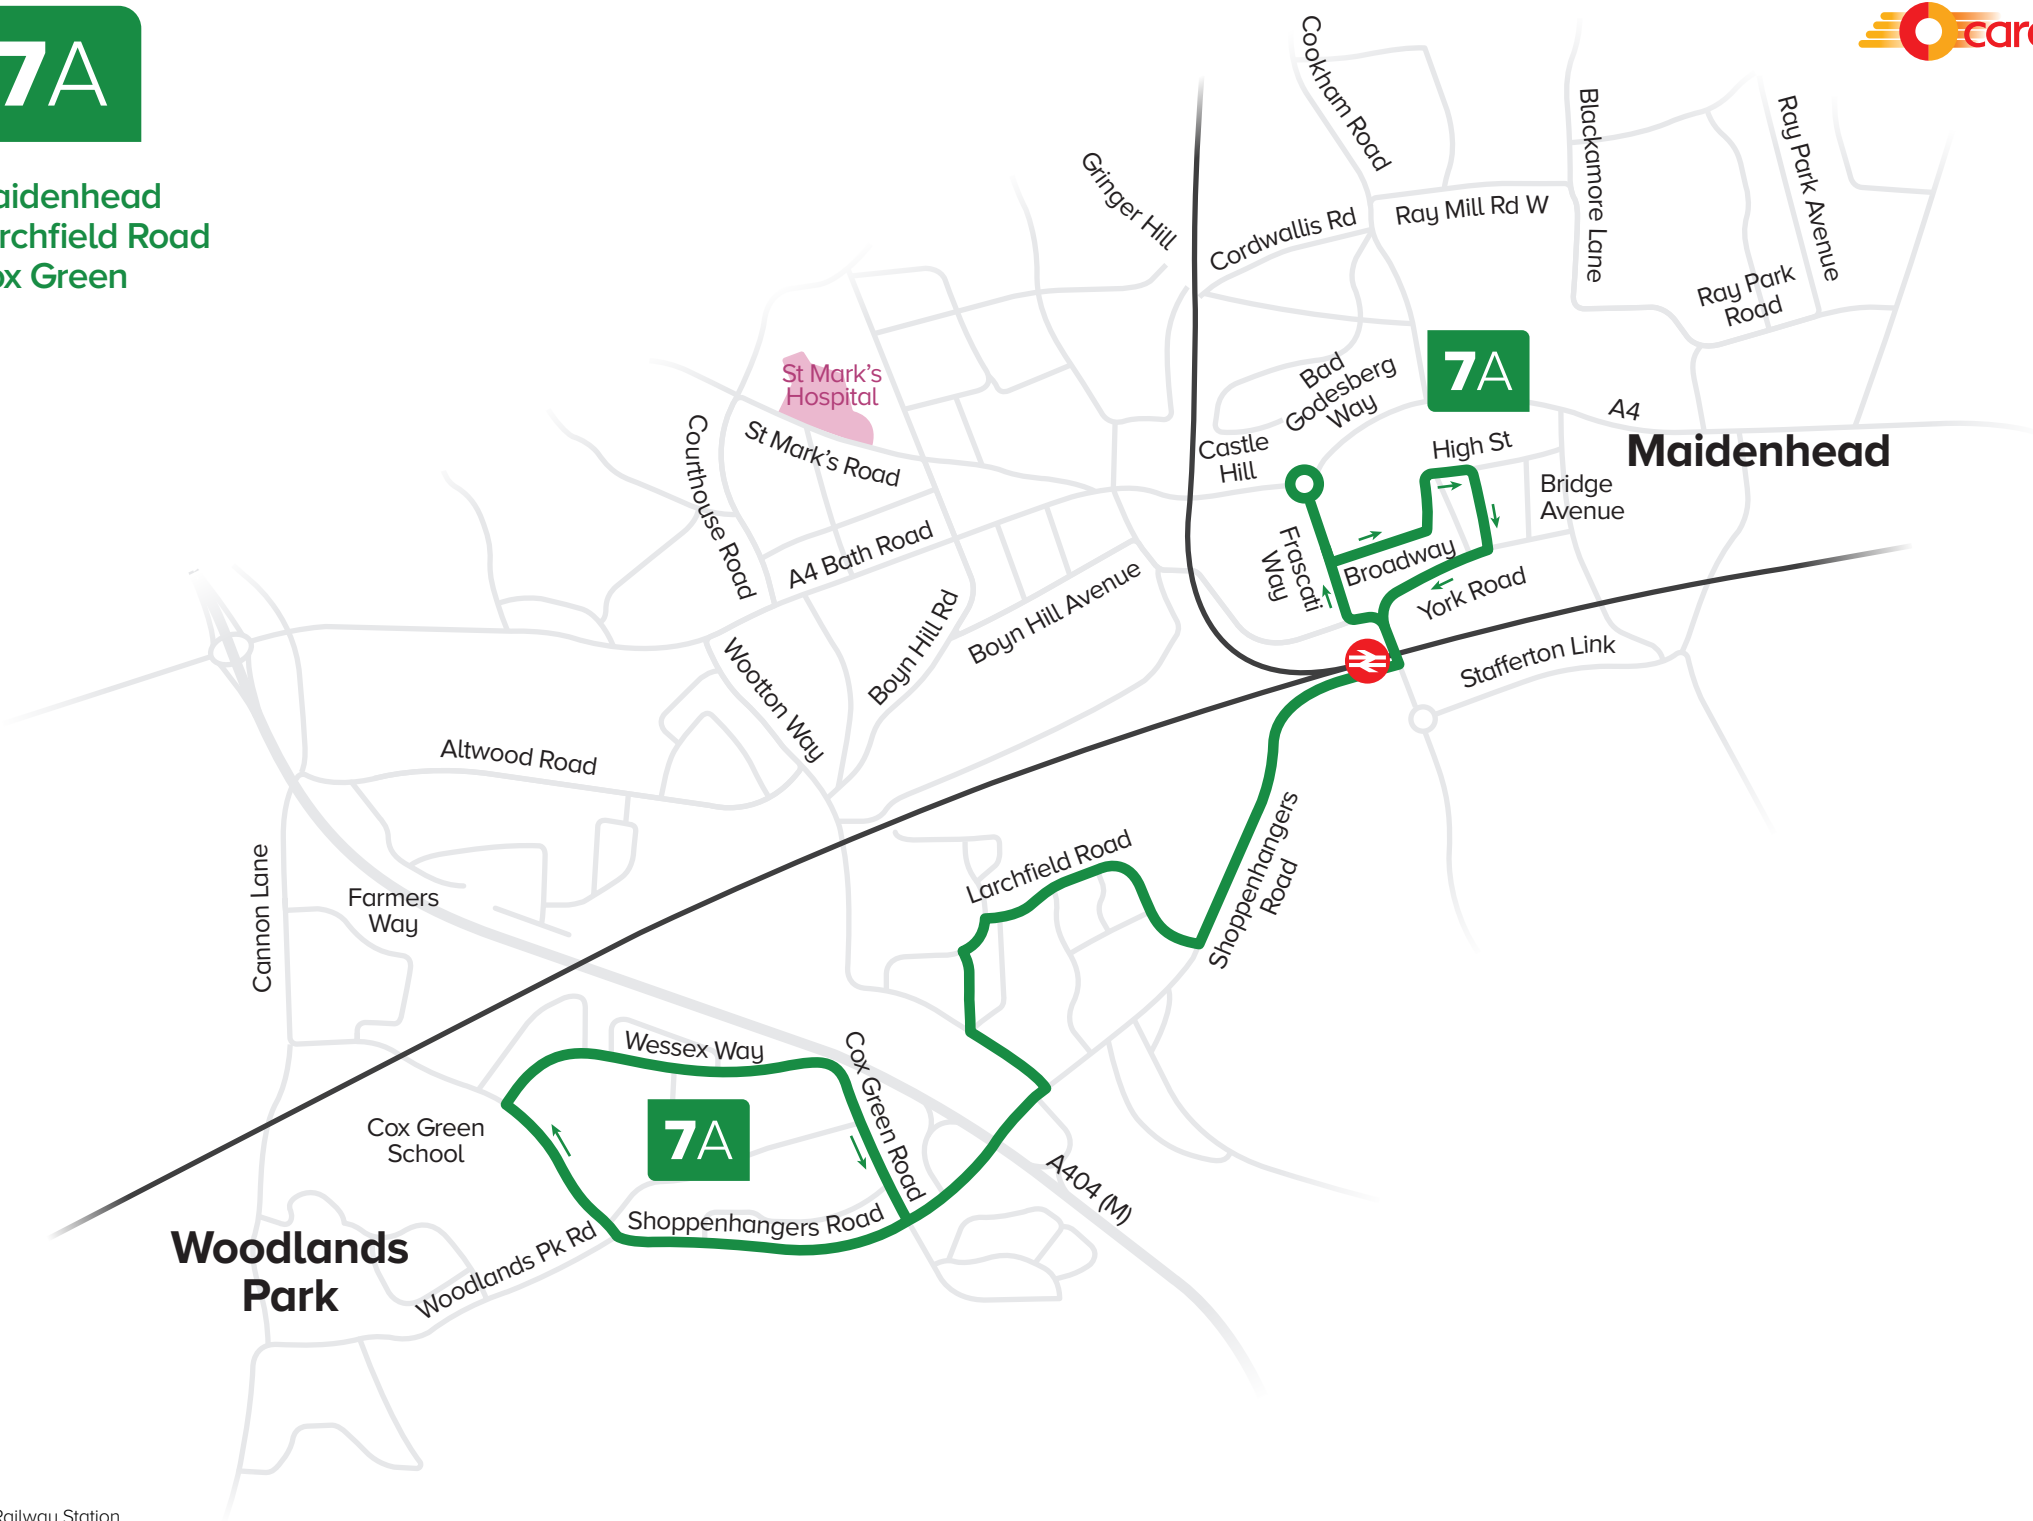 7A
aidenhead
rchfield Road
ox Green
care
Cookham Road
Blackamore Lane
Ray Park Avenue
Gringer Hill
Cordwallis Rd
Ray Mill Rd W
Ray Park
Road
St Mark's
Hospital
Bad
Godesberg
Way
7A
A4
Maidenhead
Courthouse Road
St Mark's Road
Castle
Hill
High St
Bridge
Avenue
A4 Bath Road
Frascati
Way
Broadway
York Road
Boyn Hill Rd
Boyn Hill Avenue
Wootton Way
Stafferton Link
Altwood Road
Larchfield Road
Shoppenhangers
Road
Cannon Lane
Farmers
Way
Wessex Way
Cox Green Road
Cox Green
School
7A
A404 (M)
Shoppenhangers Road
Woodlands Pk Rd
Woodlands
Park
Railway Station